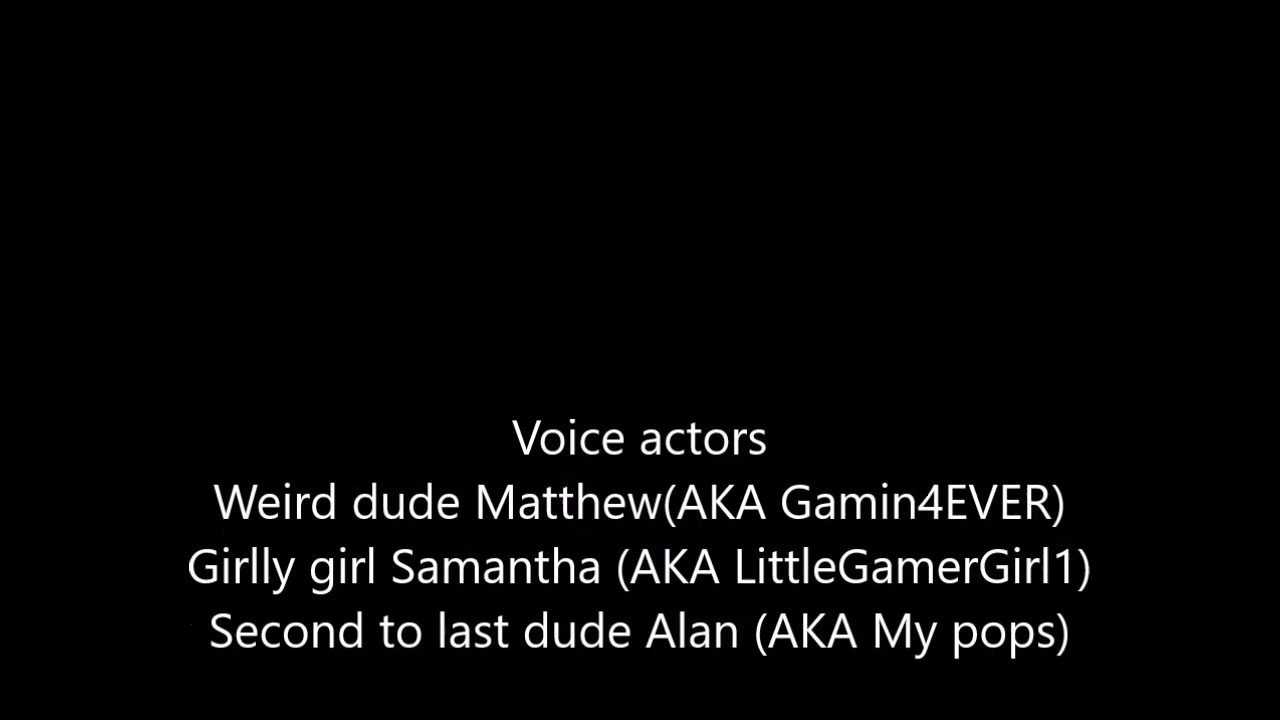 Voice actors
Weird dude Matthew(AKA Gamin4EVER)
Girlly girl Samantha (AKA LittleGamerGirl1)
Second to last dude Alan (AKA My pops)